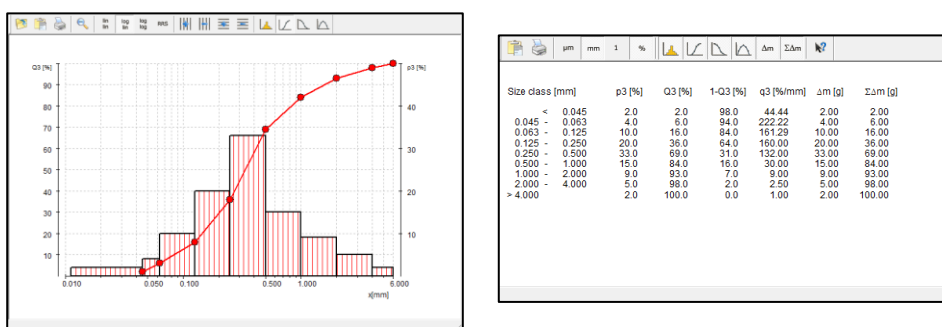 lin lin log lin log log RRS
Q3 [%] p3 [%]
90
80 40
70
60 30
50
40 20
30
20 10
10
0.010 0.050 0.100 0.500 1.000 6.000
x[mm]
µm mm 1 % Δm ΣΔm
Size class [mm] p3 [%] Q3 [%] 1-Q3 [%] q3 [%/mm] Δm [g] ΣΔm [g]
< 0.045 2.0 2.0 98.0 44.44 2.00 2.00
0.045 - 0.063 4.0 6.0 94.0 222.22 4.00 6.00
0.063 - 0.125 10.0 16.0 84.0 161.29 10.00 16.00
0.125 - 0.250 20.0 36.0 64.0 160.00 20.00 36.00
0.250 - 0.500 33.0 69.0 31.0 132.00 33.00 69.00
0.500 - 1.000 15.0 84.0 16.0 30.00 15.00 84.00
1.000 - 2.000 9.0 93.0 7.0 9.00 9.00 93.00
2.000 - 4.000 5.0 98.0 2.0 2.50 5.00 98.00
> 4.000 2.0 100.0 0.0 1.00 2.00 100.00